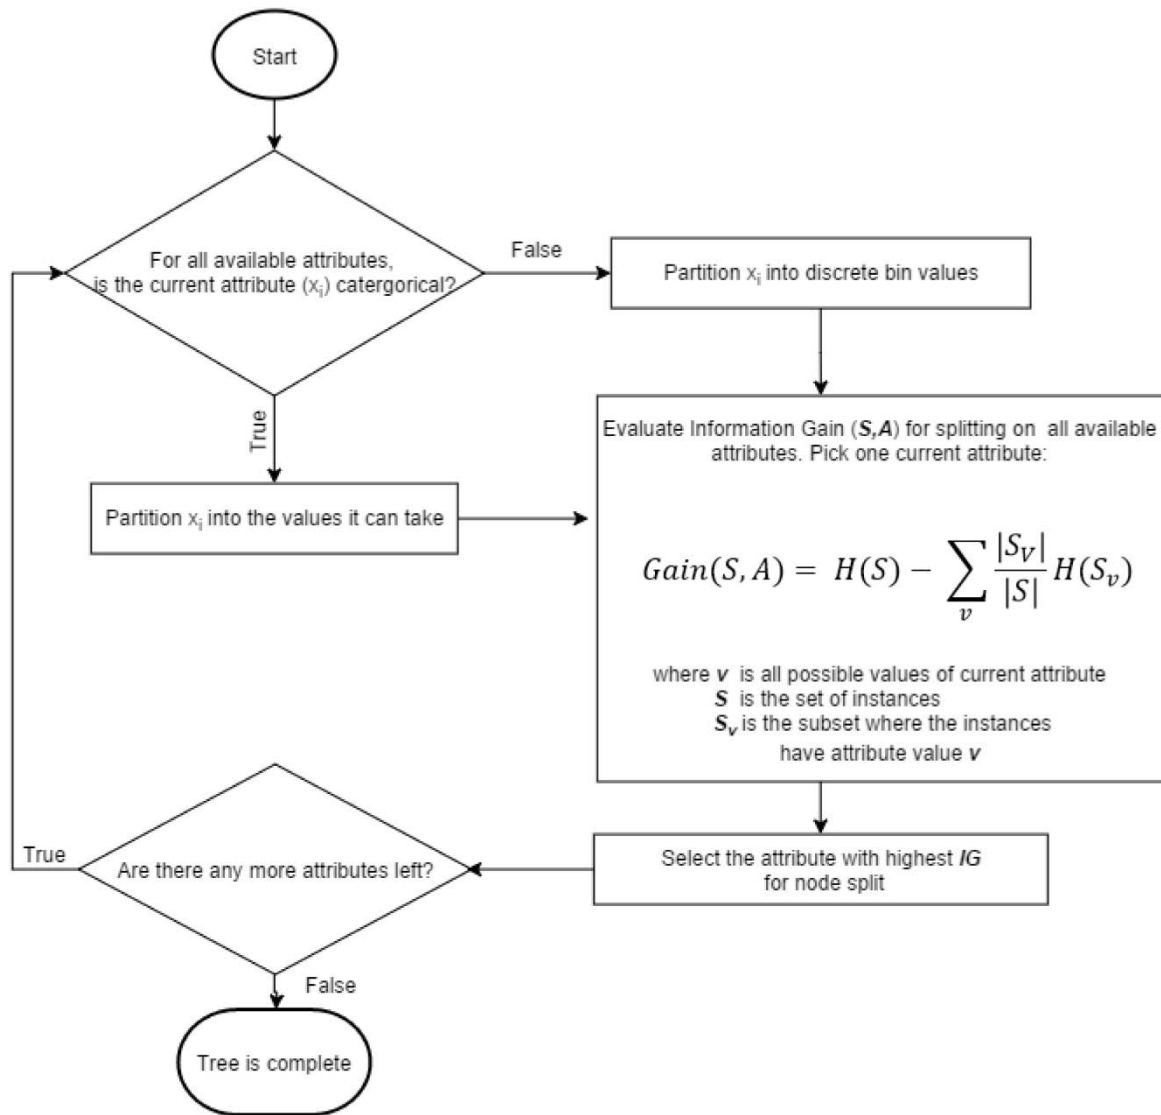 Start
For all available attributes,
is the current attribute (xᵢ) catergorical?
False
Partition xᵢ into discrete bin values
True
Partition xᵢ into the values it can take
Evaluate Information Gain (S,A) for splitting on all available
attributes. Pick one current attribute:
Gain(S, A) = H(S) − ∑_v |S_V|/|S| H(S_v)
where v is all possible values of current attribute
S is the set of instances
S_v is the subset where the instances
have attribute value v
Select the attribute with highest IG
for node split
Are there any more attributes left?
True
False
Tree is complete